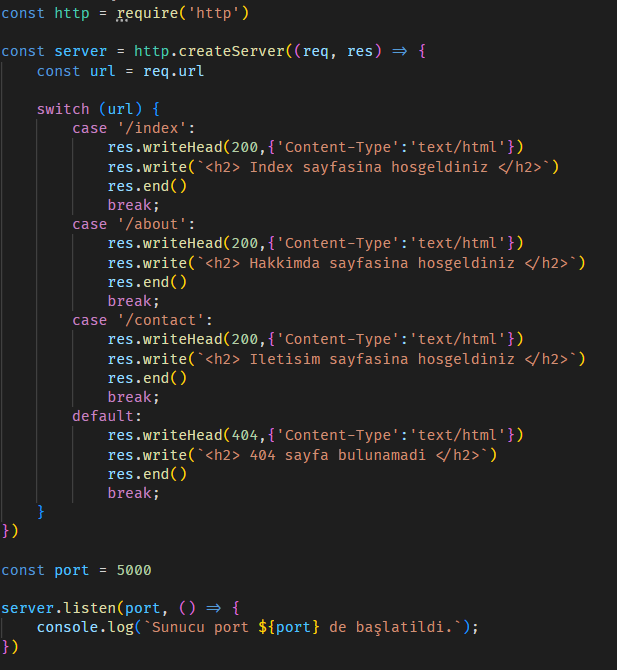 const http = require('http')
const server = http.createServer((req, res) => {
const url = req.url
switch (url) {
case '/index':
res.writeHead(200,{'Content-Type':'text/html'})
res.write(`<h2> Index sayfasina hosgeldiniz </h2>`)
res.end()
break;
case '/about':
res.writeHead(200,{'Content-Type':'text/html'})
res.write(`<h2> Hakkimda sayfasina hosgeldiniz </h2>`)
res.end()
break;
case '/contact':
res.writeHead(200,{'Content-Type':'text/html'})
res.write(`<h2> Iletisim sayfasina hosgeldiniz </h2>`)
res.end()
break;
default:
res.writeHead(404,{'Content-Type':'text/html'})
res.write(`<h2> 404 sayfa bulunamadi </h2>`)
res.end()
break;
}
})
const port = 5000
server.listen(port, () => {
console.log(`Sunucu port ${port} de başlatildi.`);
})